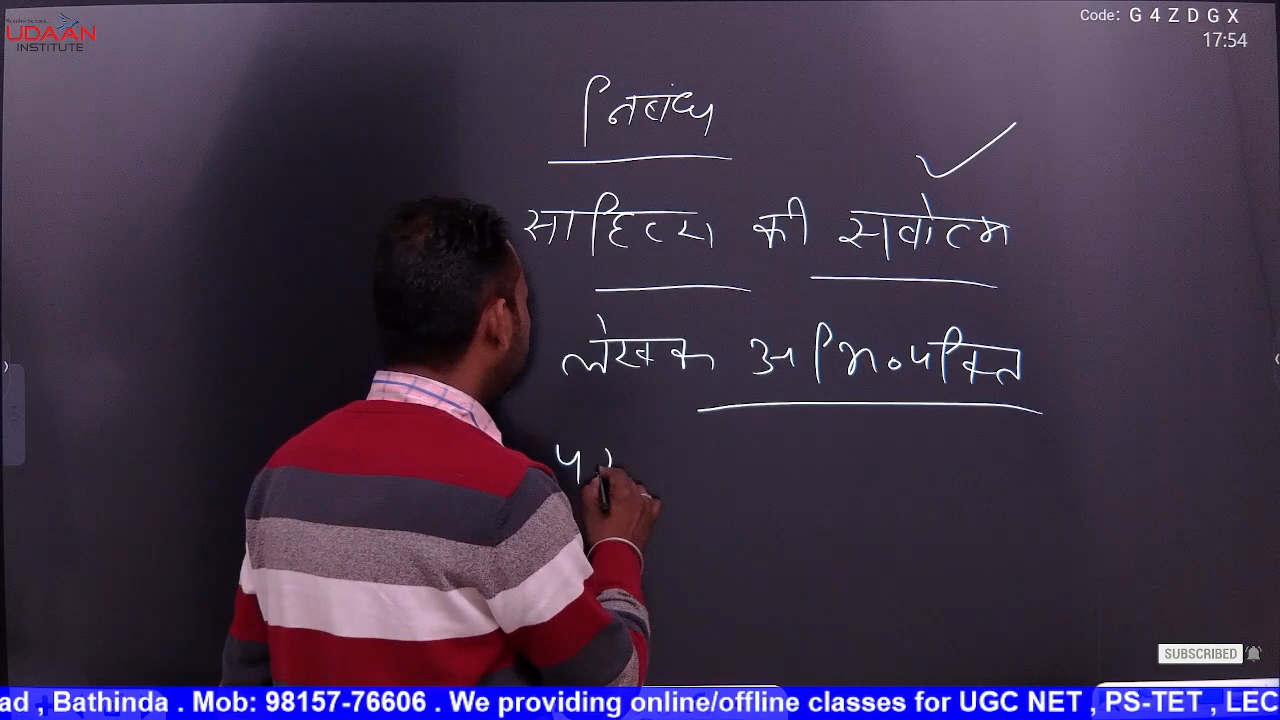 UDAAN
INSTITUTE
Code: G 4 Z D G X
17:54
निबंध
साहित्य की सर्वोत्तम
लेखक अभिव्यक्ति
प
SUBSCRIBED
ad , Bathinda . Mob: 98157-76606 . We providing online/offline classes for UGC NET , PS-TET , LEC